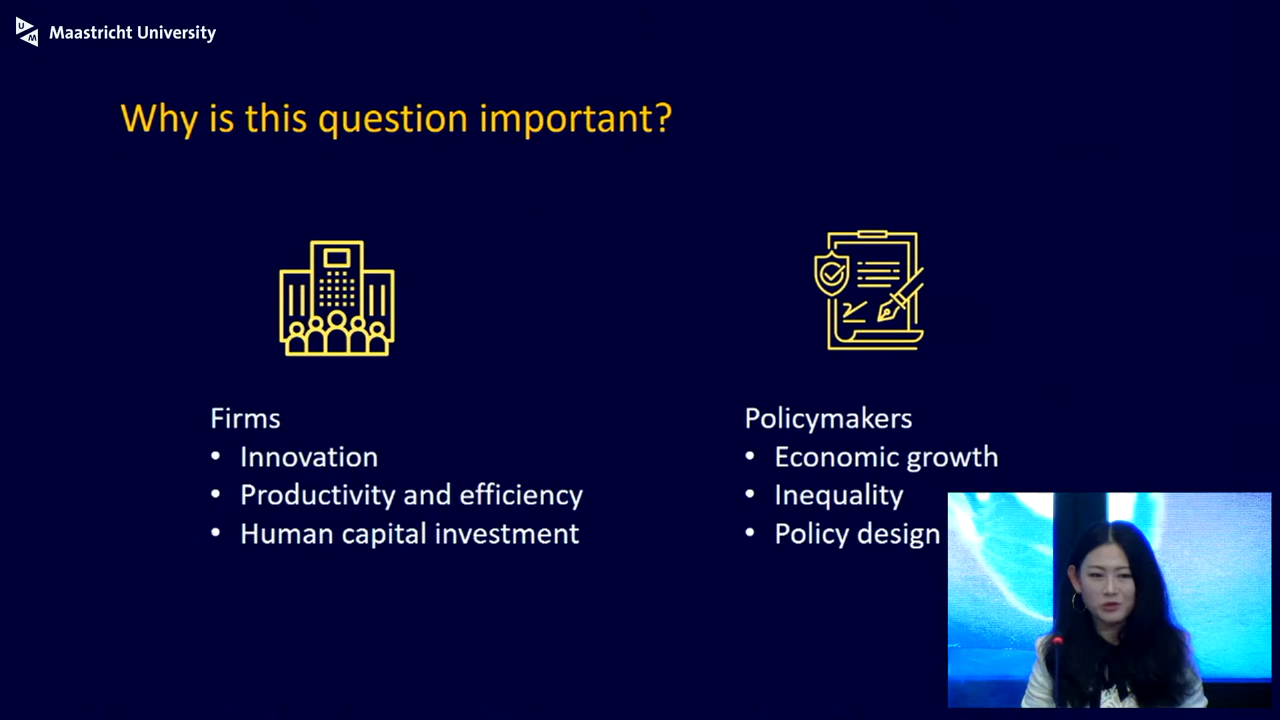 UM Maastricht University
Why is this question important?
Firms
• Innovation
• Productivity and efficiency
• Human capital investment
Policymakers
• Economic growth
• Inequality
• Policy design